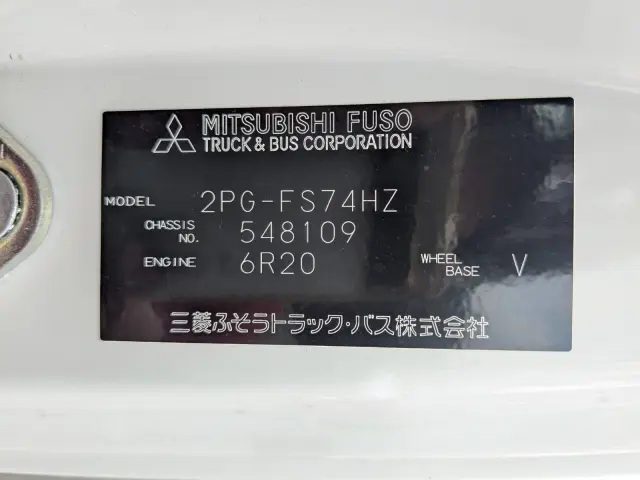 MITSUBISHI FUSO
TRUCK & BUS CORPORATION
MODEL 2PG-FS74HZ
CHASSIS NO. 548109
ENGINE 6R20 WHEEL BASE V
三菱ふそうトラック・バス株式会社